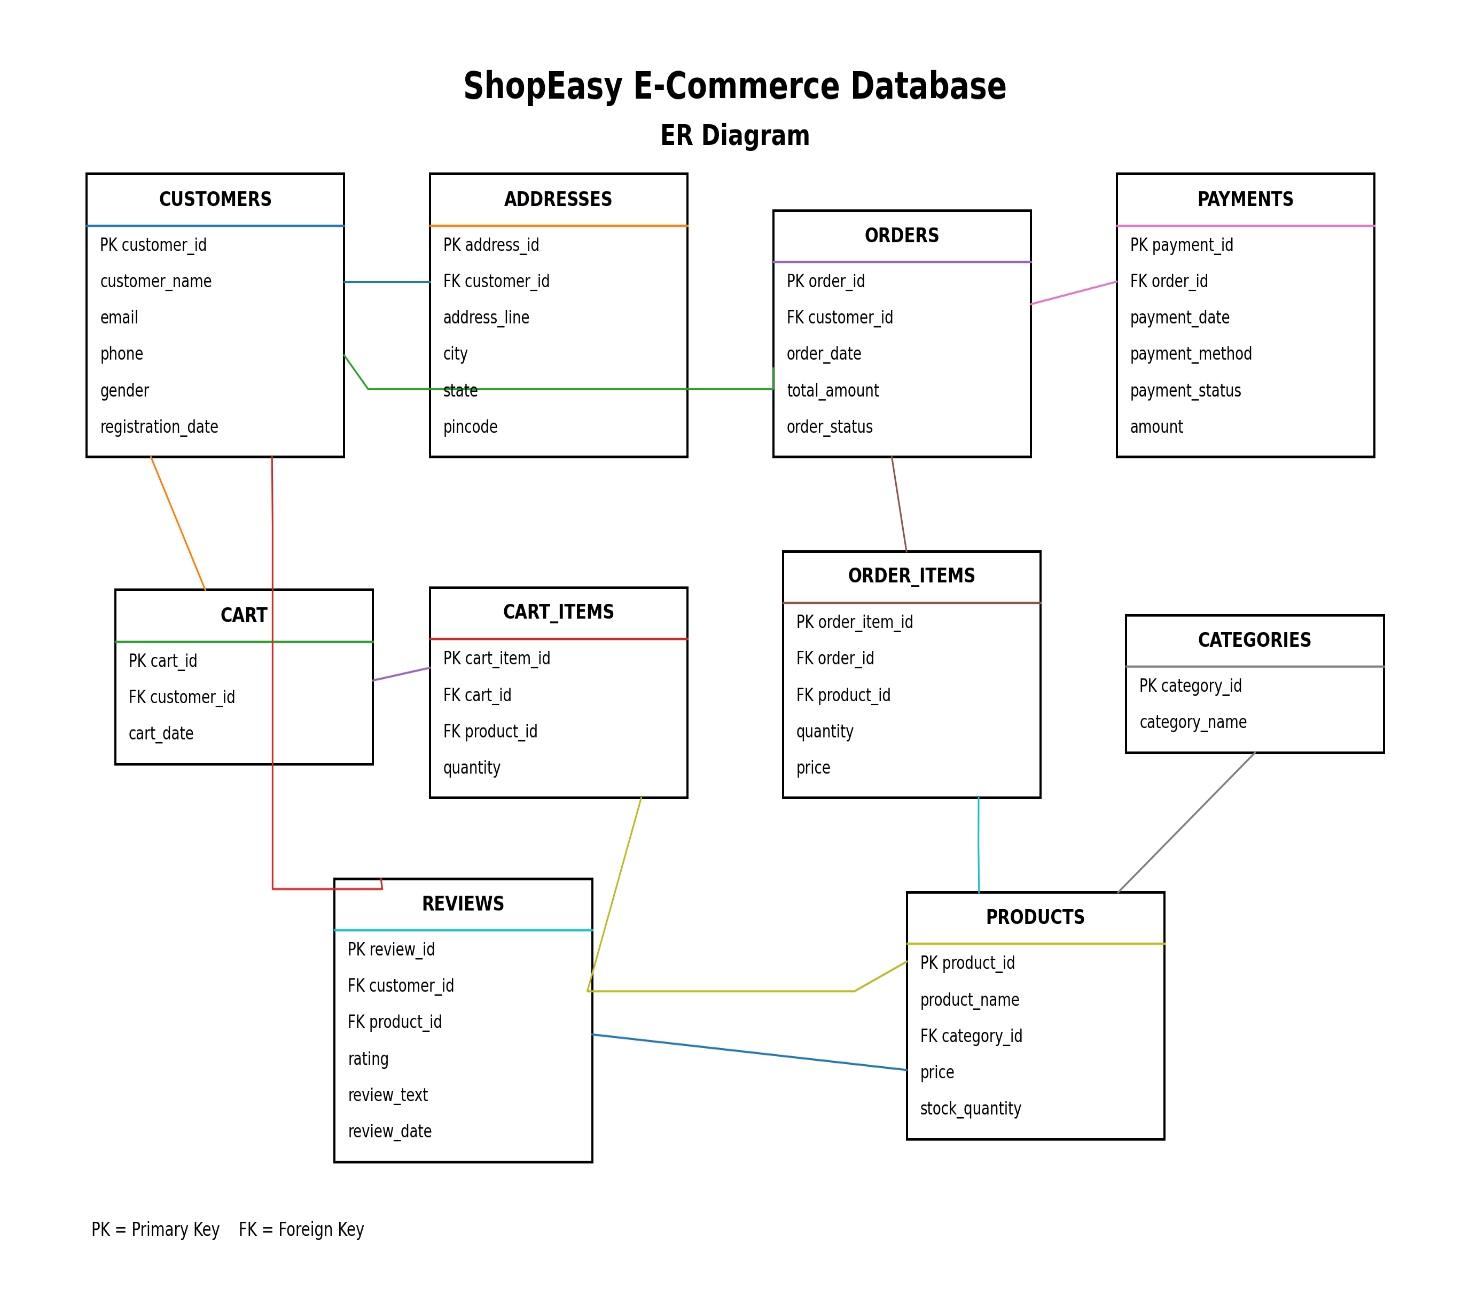 ShopEasy E-Commerce Database
ER Diagram
CUSTOMERS
PK customer_id
customer_name
email
phone
gender
registration_date
ADDRESSES
PK address_id
FK customer_id
address_line
city
state
pincode
ORDERS
PK order_id
FK customer_id
order_date
total_amount
order_status
PAYMENTS
PK payment_id
FK order_id
payment_date
payment_method
payment_status
amount
CART
PK cart_id
FK customer_id
cart_date
CART_ITEMS
PK cart_item_id
FK cart_id
FK product_id
quantity
ORDER_ITEMS
PK order_item_id
FK order_id
FK product_id
quantity
price
CATEGORIES
PK category_id
category_name
REVIEWS
PK review_id
FK customer_id
FK product_id
rating
review_text
review_date
PRODUCTS
PK product_id
product_name
FK category_id
price
stock_quantity
PK = Primary Key FK = Foreign Key